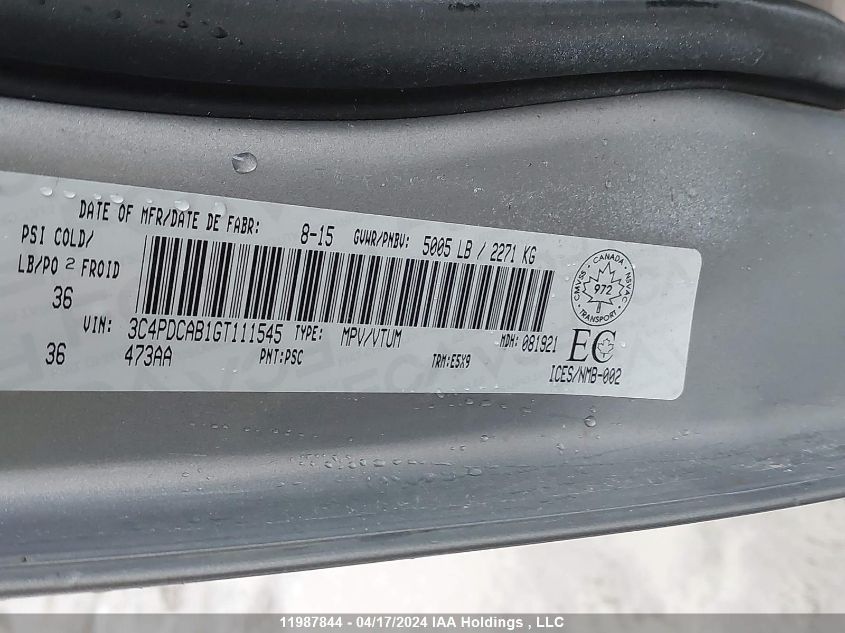 DATE OF MFR/DATE DE FABR: 8-15 GVWR/PNBV: 5005 LB / 2271 KG
PSI COLD/
LB/PO 2 FROID
36
VIN: 3C4PDCAB1GT111545 TYPE: MPV/VTUM MDH: 081921
36 473AA PNT:PSC TRM:E5X9
CMVSS · CANADA · NSVAC
972
TRANSPORT
EC
ICES/NMB-002
11987844 - 04/17/2024 IAA Holdings , LLC